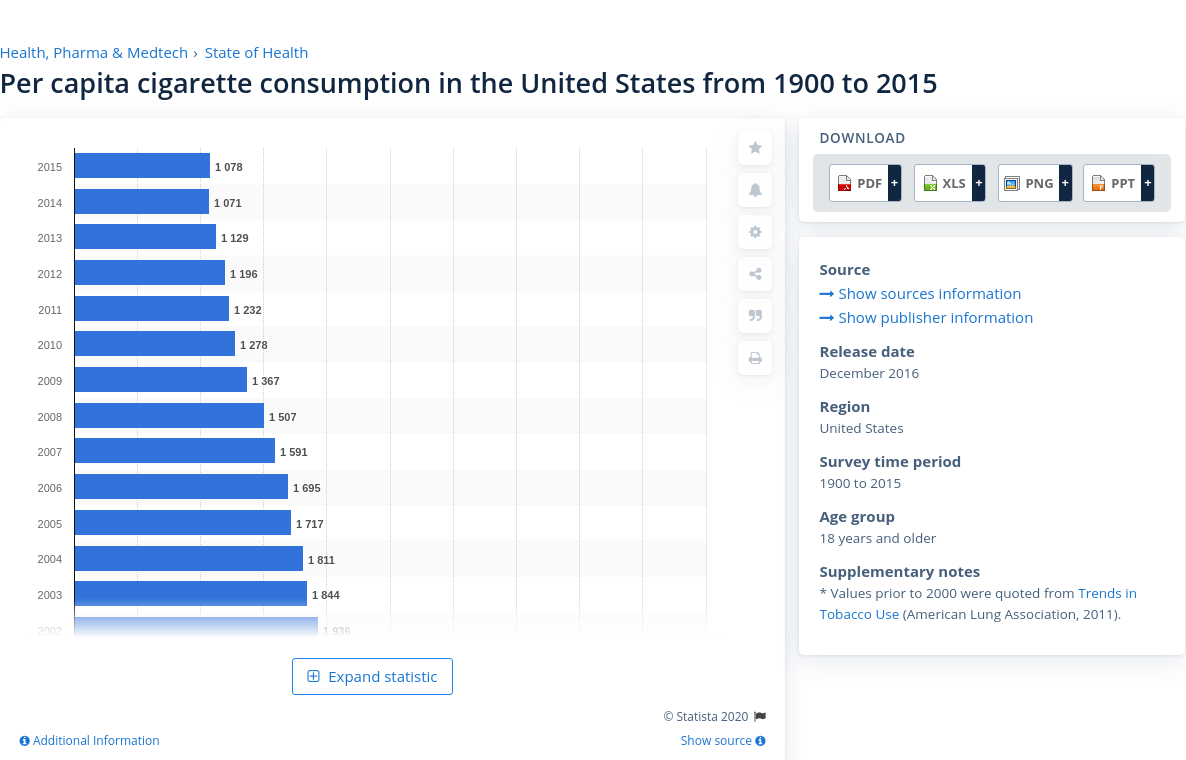 Health, Pharma & Medtech › State of Health
Per capita cigarette consumption in the United States from 1900 to 2015
2015 1 078
2014 1 071
2013 1 129
2012 1 196
2011 1 232
2010 1 278
2009 1 367
2008 1 507
2007 1 591
2006 1 695
2005 1 717
2004 1 811
2003 1 844
2002 1 936
Expand statistic
© Statista 2020
Additional Information
Show source
DOWNLOAD
PDF + XLS + PNG + PPT +
Source
Show sources information
Show publisher information
Release date
December 2016
Region
United States
Survey time period
1900 to 2015
Age group
18 years and older
Supplementary notes
* Values prior to 2000 were quoted from Trends in
Tobacco Use (American Lung Association, 2011).